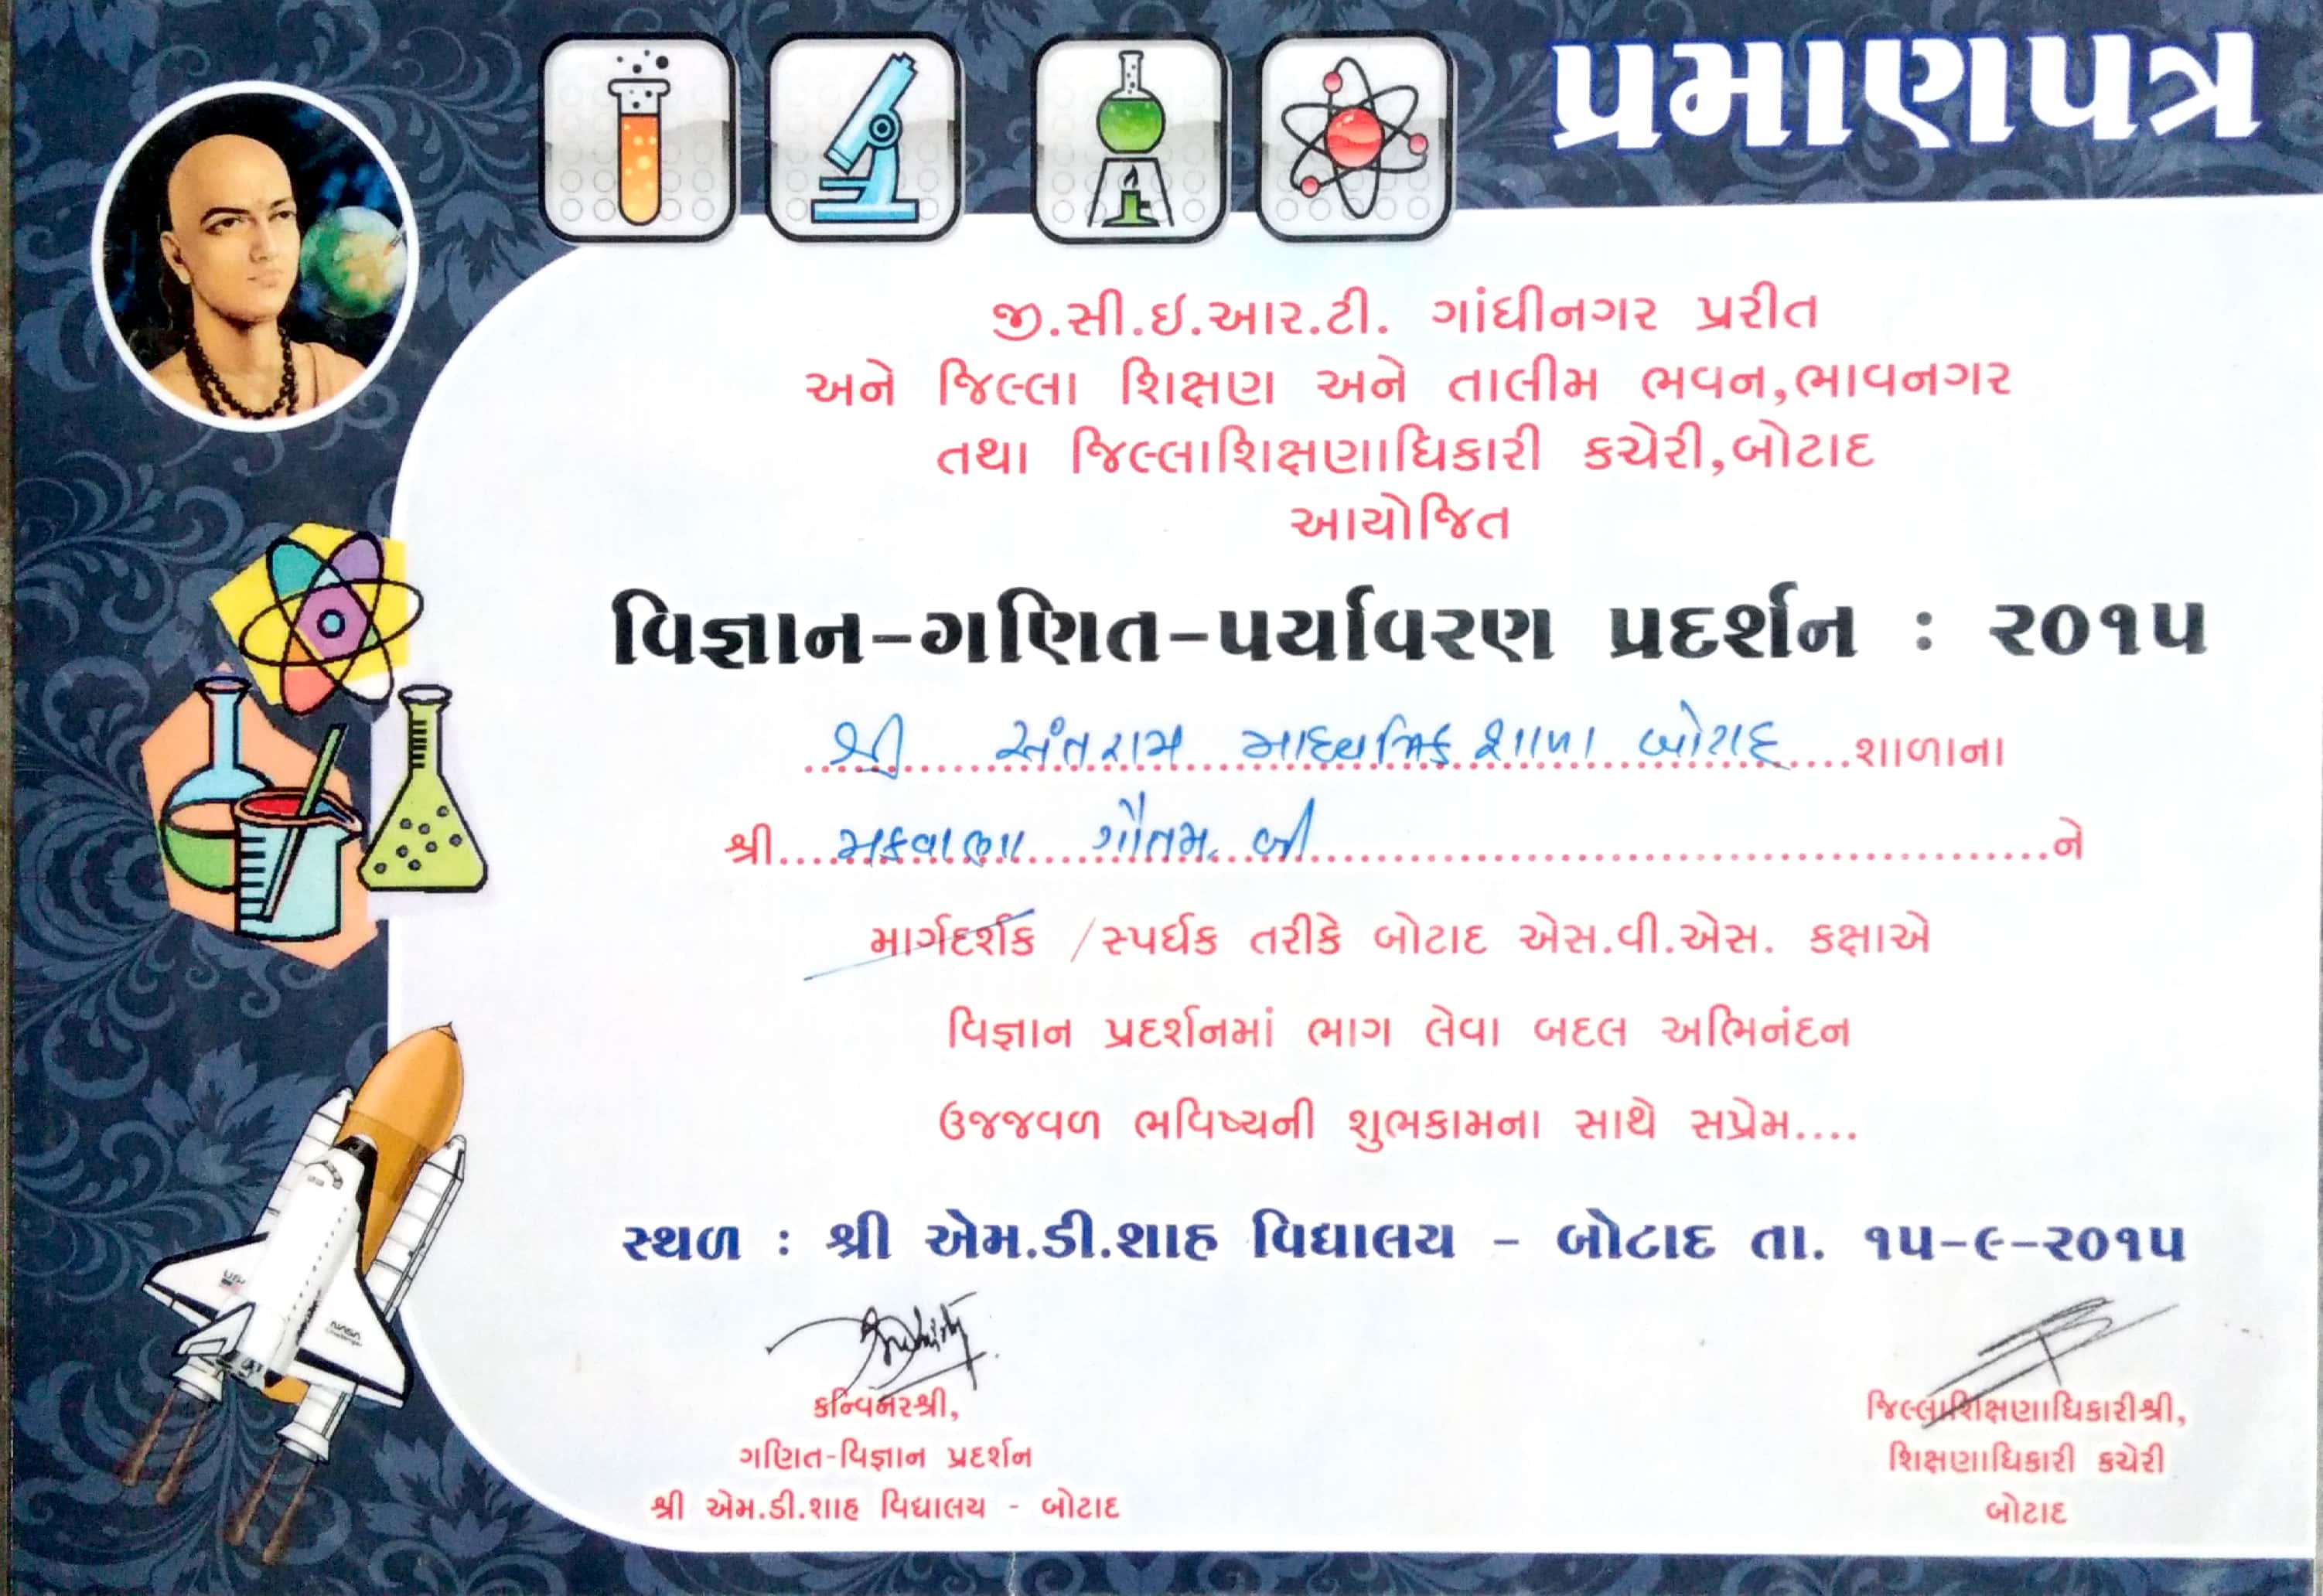 પ્રમાણપત્ર
જી.સી.ઇ.આર.ટી. ગાંધીનગર પ્રરીત
અને જિલ્લા શિક્ષણ અને તાલીમ ભવન,ભાવનગર
તથા જિલ્લાશિક્ષણાધિકારી કચેરી,બોટાદ
આયોજિત
વિજ્ઞાન-ગણિત-પર્યાવરણ પ્રદર્શન : ૨૦૧૫
શ્રી સંતરામ માધ્યમિક શાળા બોટાદ શાળાના
શ્રી.... મકવાણા ગૌતમ. બી ને
માર્ગદર્શક /સ્પર્ધક તરીકે બોટાદ એસ.વી.એસ. કક્ષાએ
વિજ્ઞાન પ્રદર્શનમાં ભાગ લેવા બદલ અભિનંદન
ઉજજવળ ભવિષ્યની શુભકામના સાથે સપ્રેમ....
સ્થળ : શ્રી એમ.ડી.શાહ વિદ્યાલય - બોટાદ તા. ૧૫-૯-૨૦૧૫
કન્વિનરશ્રી,
ગણિત-વિજ્ઞાન પ્રદર્શન
શ્રી એમ.ડી.શાહ વિદ્યાલય - બોટાદ
જિલ્લાશિક્ષણાધિકારીશ્રી,
શિક્ષણાધિકારી કચેરી
બોટાદ